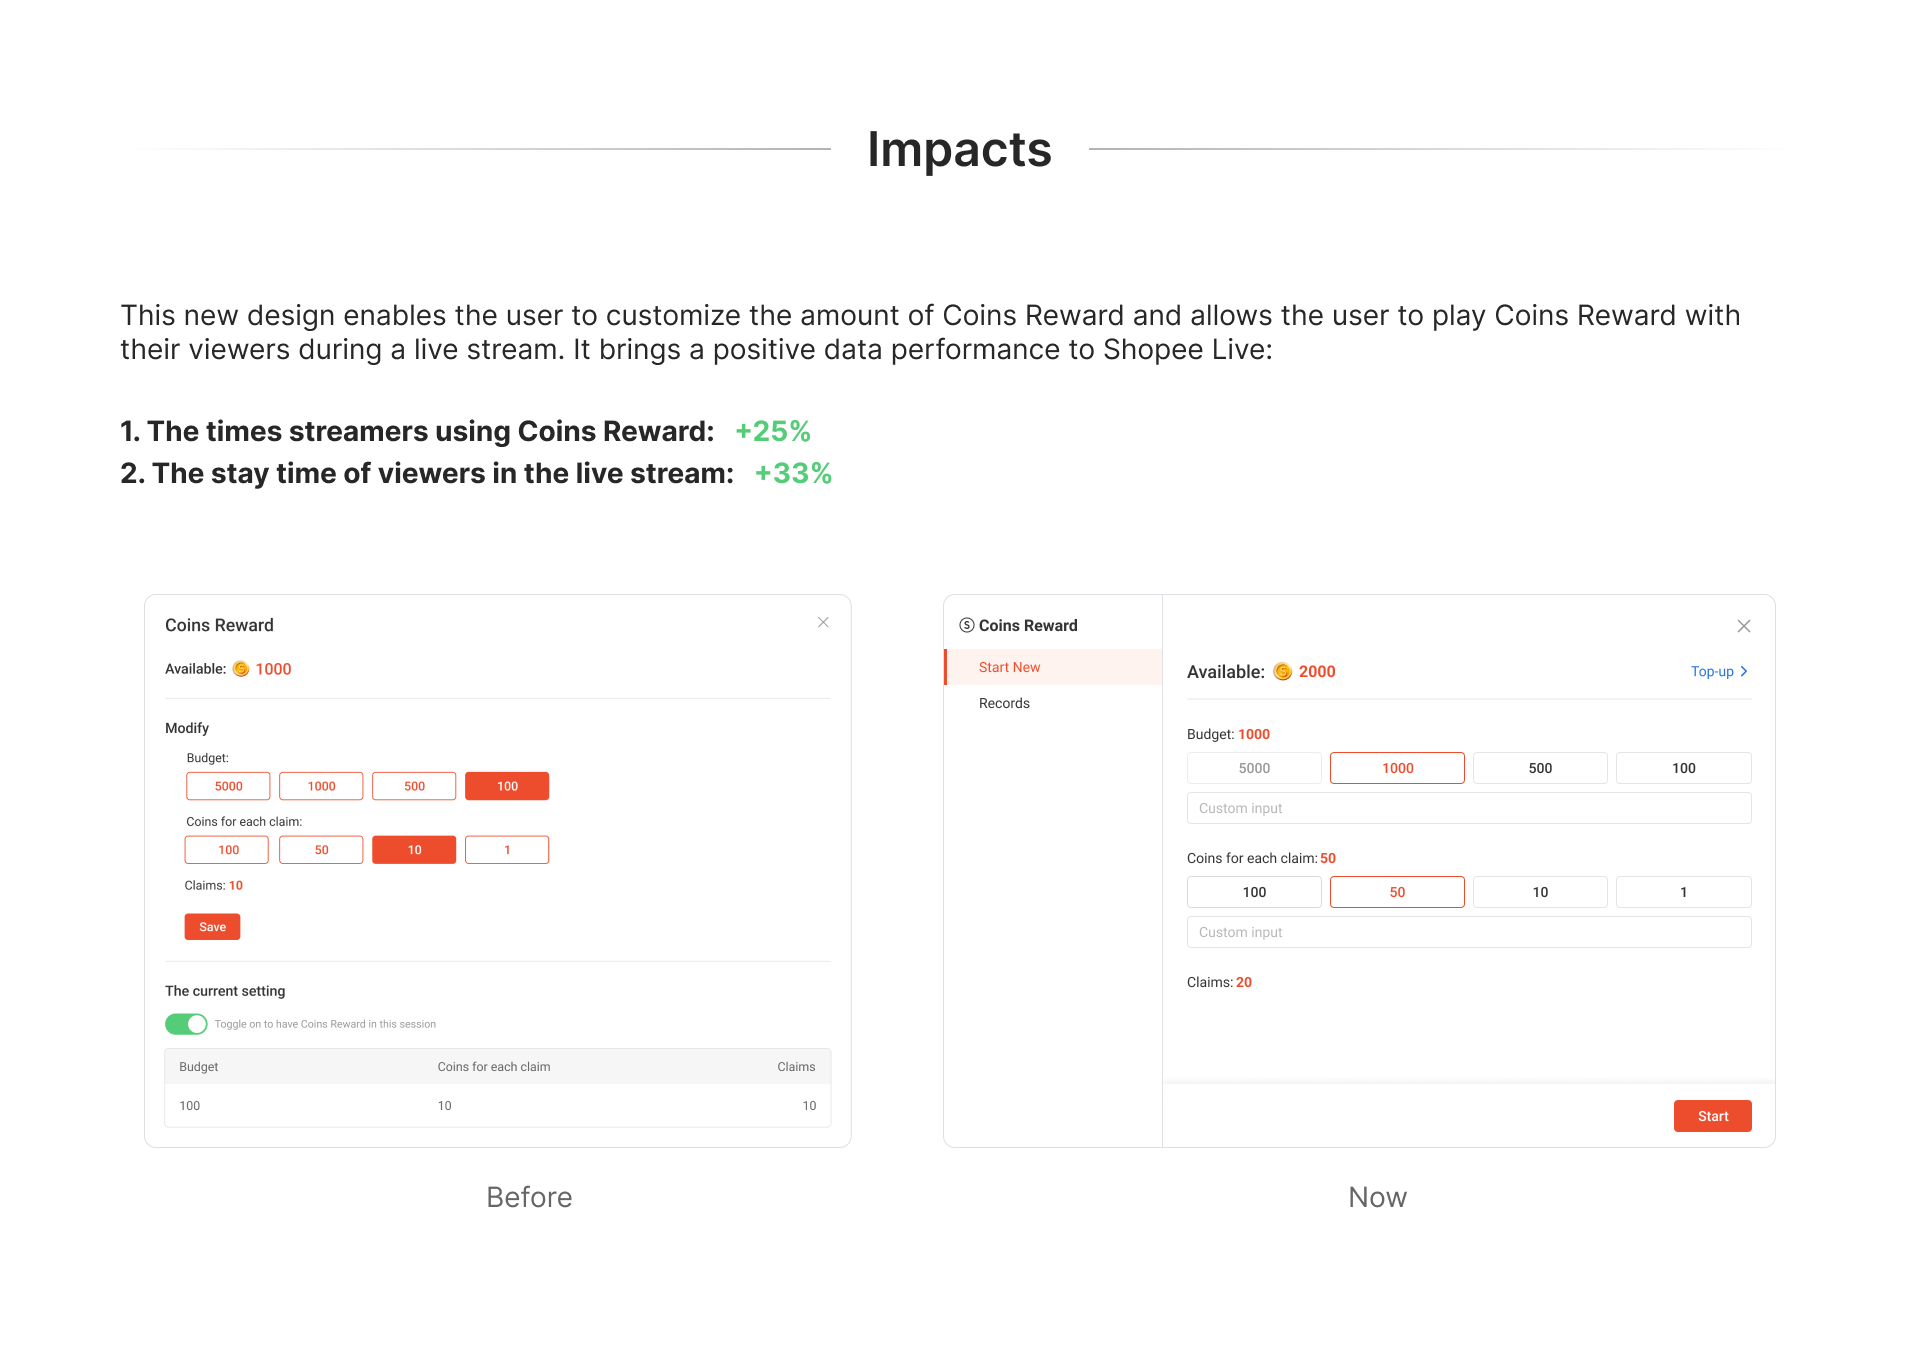 Impacts
This new design enables the user to customize the amount of Coins Reward and allows the user to play Coins Reward with
their viewers during a live stream. It brings a positive data performance to Shopee Live:
1. The times streamers using Coins Reward: +25%
2. The stay time of viewers in the live stream: +33%
Coins Reward
Available: 1000
Modify
Budget:
5000 1000 500 100
Coins for each claim:
100 50 10 1
Claims: 10
Save
The current setting
Toggle on to have Coins Reward in this session
Budget Coins for each claim Claims
100 10 10
Before
Coins Reward
Start New
Records
Available: 2000 Top-up
Budget: 1000
5000 1000 500 100
Custom input
Coins for each claim: 50
100 50 10 1
Custom input
Claims: 20
Start
Now